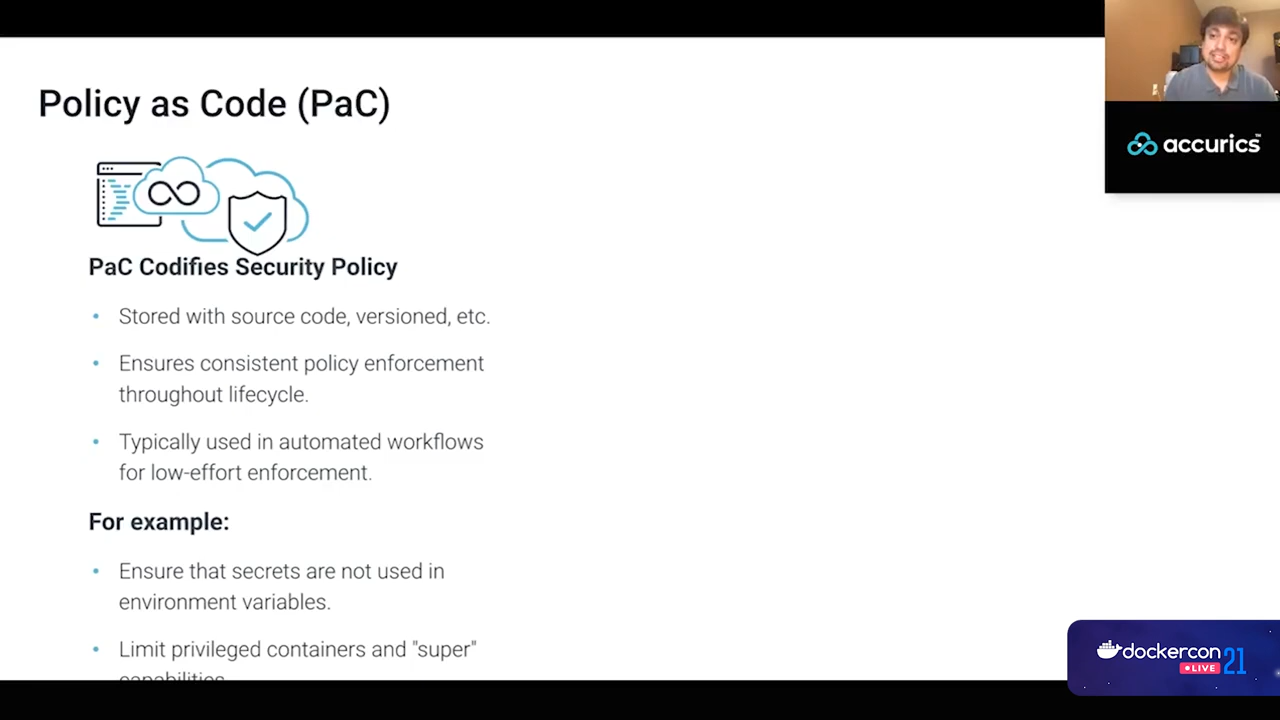 Policy as Code (PaC)
accurics™
PaC Codifies Security Policy
• Stored with source code, versioned, etc.
• Ensures consistent policy enforcement
throughout lifecycle.
• Typically used in automated workflows
for low-effort enforcement.
For example:
• Ensure that secrets are not used in
environment variables.
• Limit privileged containers and "super"
capabilities.
dockercon
LIVE
21